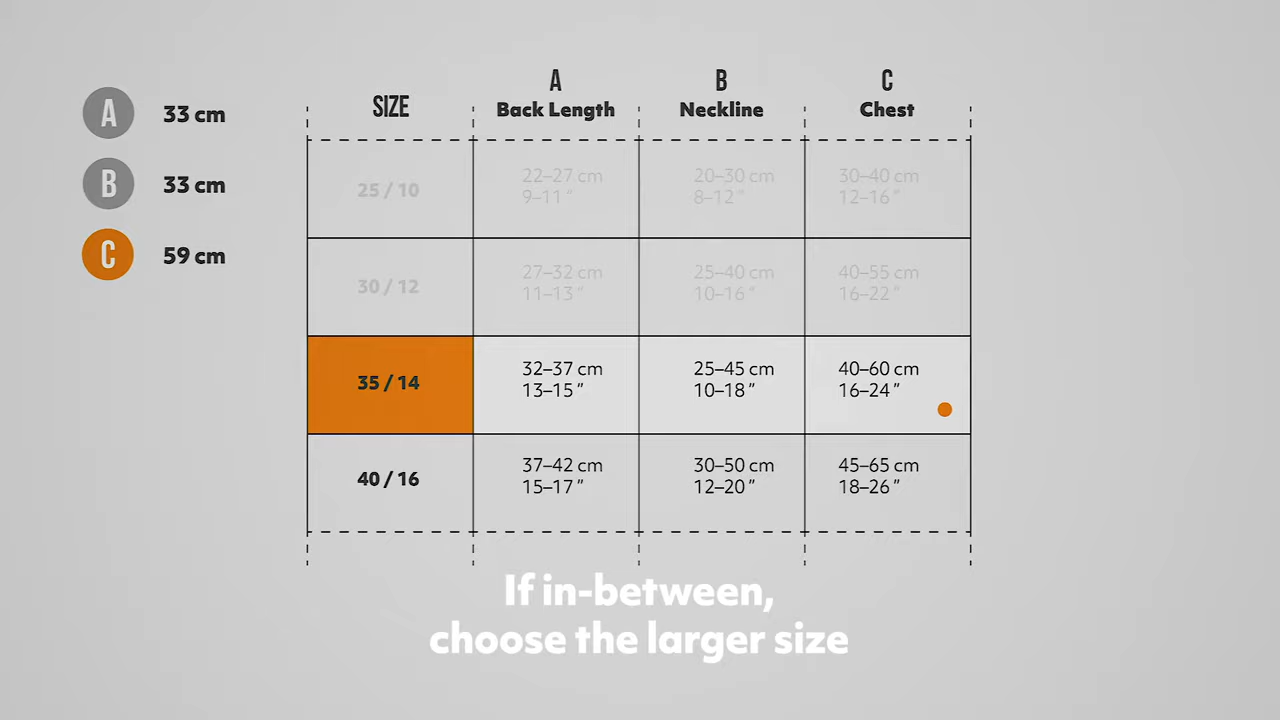 A 33 cm
B 33 cm
C 59 cm
SIZE
A
Back Length
B
Neckline
C
Chest
25 / 10
22–27 cm
9–11 "
20–30 cm
8–12 "
30–40 cm
12–16 "
30 / 12
27–32 cm
11–13 "
25–40 cm
10–16 "
40–55 cm
16–22 "
35 / 14
32–37 cm
13–15 "
25–45 cm
10–18 "
40–60 cm
16–24 "
40 / 16
37–42 cm
15–17 "
30–50 cm
12–20 "
45–65 cm
18–26 "
If in-between,
choose the larger size